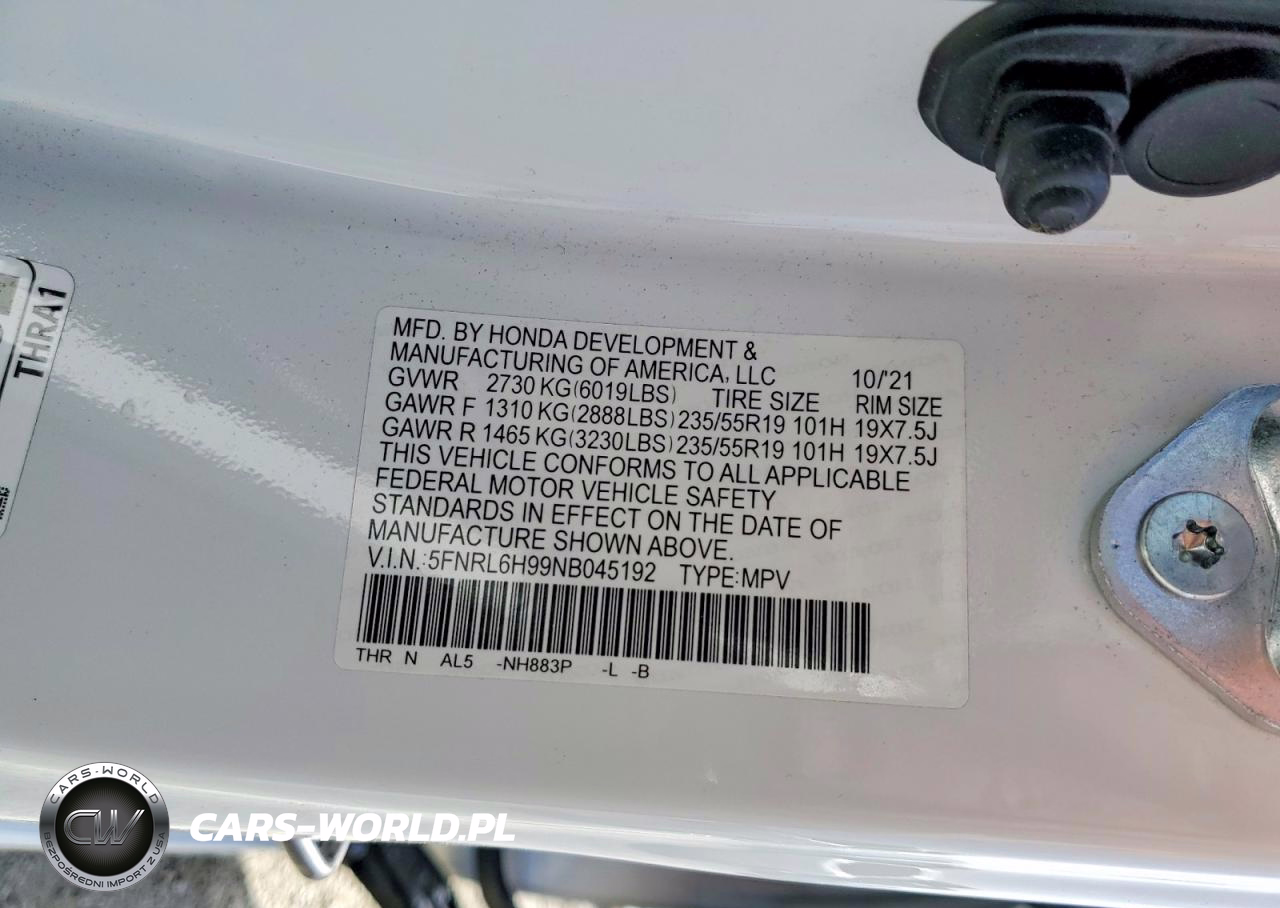 THRA1
MFD. BY HONDA DEVELOPMENT &
MANUFACTURING OF AMERICA, LLC 10/'21
GVWR 2730 KG(6019LBS) TIRE SIZE RIM SIZE
GAWR F 1310 KG(2888LBS) 235/55R19 101H 19X7.5J
GAWR R 1465 KG(3230LBS) 235/55R19 101H 19X7.5J
THIS VEHICLE CONFORMS TO ALL APPLICABLE
FEDERAL MOTOR VEHICLE SAFETY
STANDARDS IN EFFECT ON THE DATE OF
MANUFACTURE SHOWN ABOVE.
V.I.N.:5FNRL6H99NB045192 TYPE:MPV
THR N AL5 -NH883P -L -B
CARS-WORLD
CW
BEZPOŚREDNI IMPORT Z USA
CARS-WORLD.PL